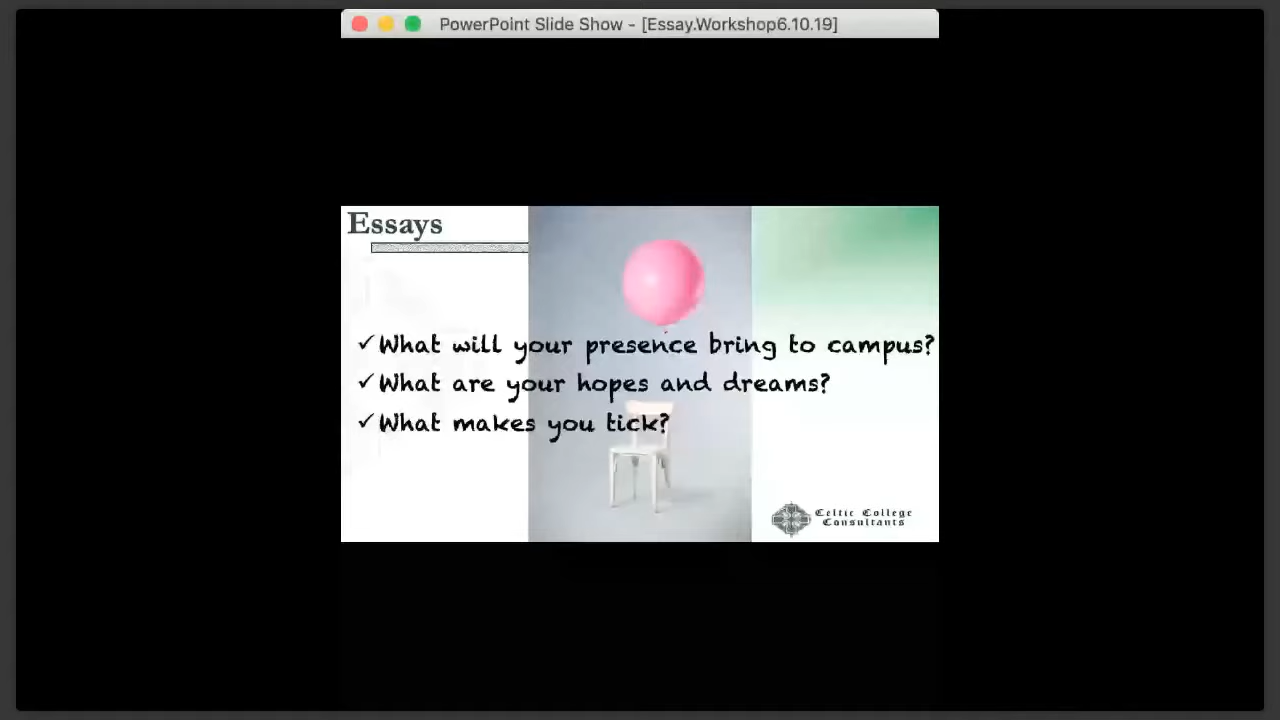 PowerPoint Slide Show - [Essay.Workshop6.10.19]
Essays
✓What will your presence bring to campus?
✓What are your hopes and dreams?
✓What makes you tick?
Celtic College
Consultants